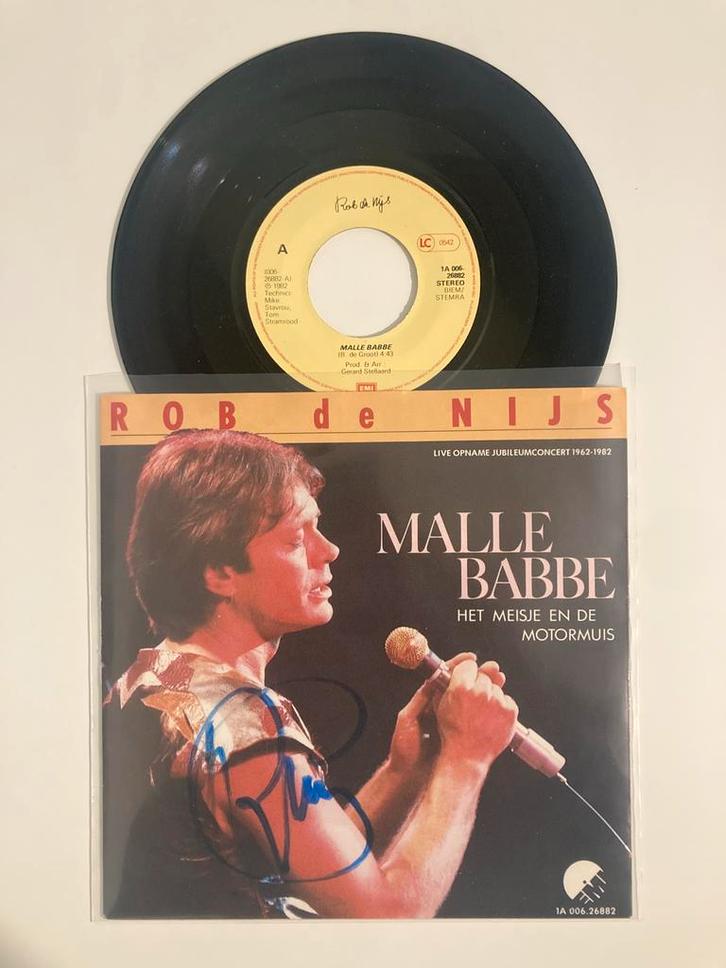 Rob de Nijs
A
LC 0542
1A 006-
26882
STEREO
BIEM/
STEMRA
(006-
26882-A)
℗ 1982
Technici:
Mike
Stavrou,
Tom
Stramrood
MALLE BABBE
(B. de Groot) 4:43
Prod. & Arr.:
Gerard Stellaard
EMI
ROB de NIJS
LIVE OPNAME JUBILEUMCONCERT 1962-1982
MALLE
BABBE
HET MEISJE EN DE
MOTORMUIS
EMI
1A 006.26882